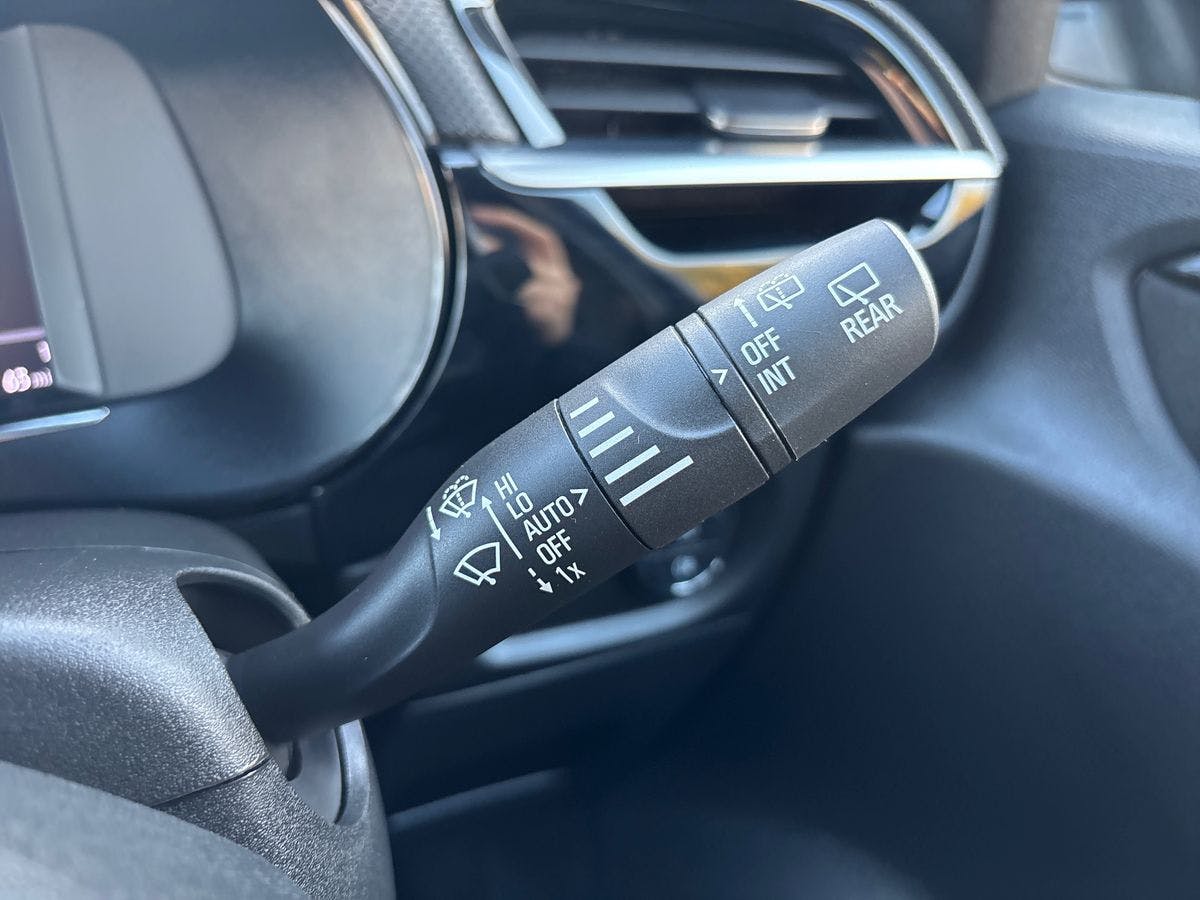 HI
LO
AUTO >
OFF
1x
>
OFF
INT
REAR